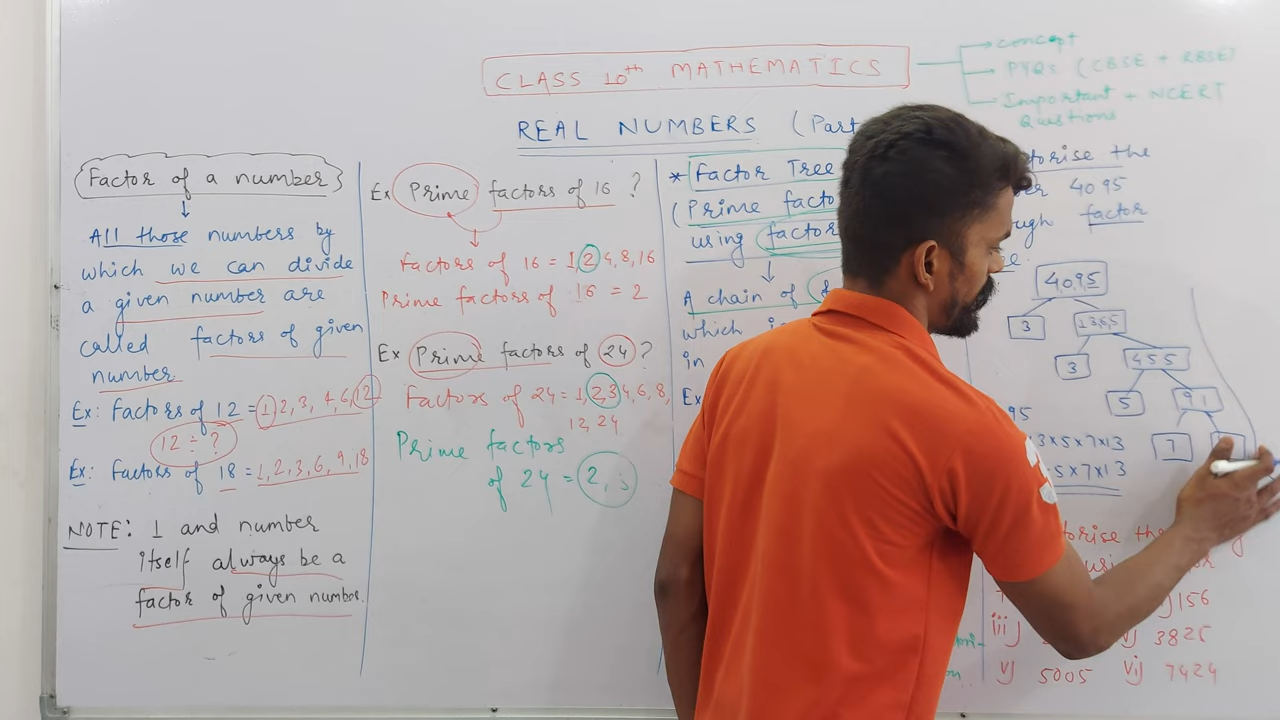 CLASS 10th MATHEMATICS
concept
PYQs (CBSE + RBSE)
Important + NCERT
Qusstions
REAL NUMBERS (Part
Factor of a number
All those numbers by
which we can divide
a given number are
called factors of given
number.
Ex: Factors of 12 = 1, 2, 3, 4, 6, 12
12 ÷ ?
Ex: Factors of 18 = 1, 2, 3, 6, 9, 18
NOTE: 1 and number
itself always be a
factor of given number.
Ex Prime factors of 16 ?
Factors of 16 = 1, 2, 4, 8, 16
Prime factors of 16 = 2
Ex Prime factors of 24 ?
Factors of 24 = 1, 2, 3, 4, 6, 8,
12, 24
Prime factors
of 24 = 2, 3
* Factor Tree
(Prime facto
using factor
A chain of
which i
in
Ex
torise the
er 4095
ough factor
e.
4095
3 1365
3 455
5 91
7
95
3×5×7×13
5×7×13
torise th
156
iii) 3825
v) 5005 vi) 7424